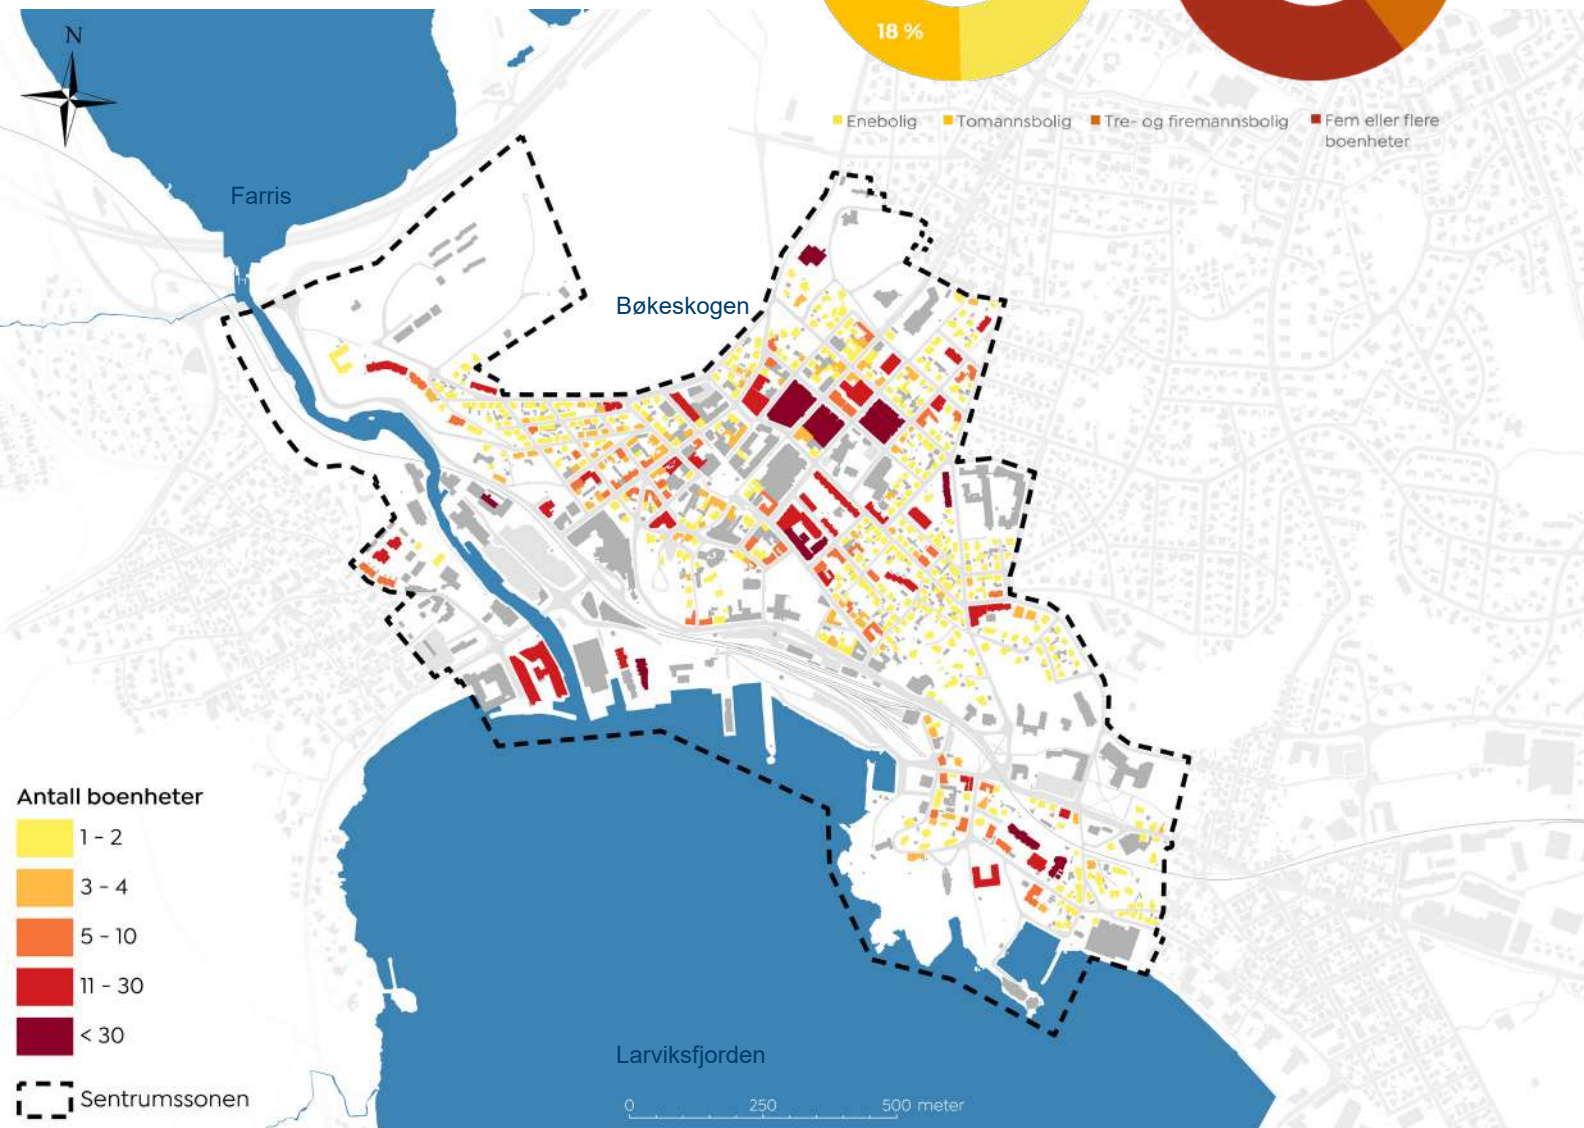 18 %
N
Enebolig
Tomannsbolig
Tre- og firemannsbolig
Fem eller flere
boenheter
Farris
Bøkeskogen
Antall boenheter
1 - 2
3 - 4
5 - 10
11 - 30
< 30
Sentrumssonen
Larviksfjorden
0 250 500 meter